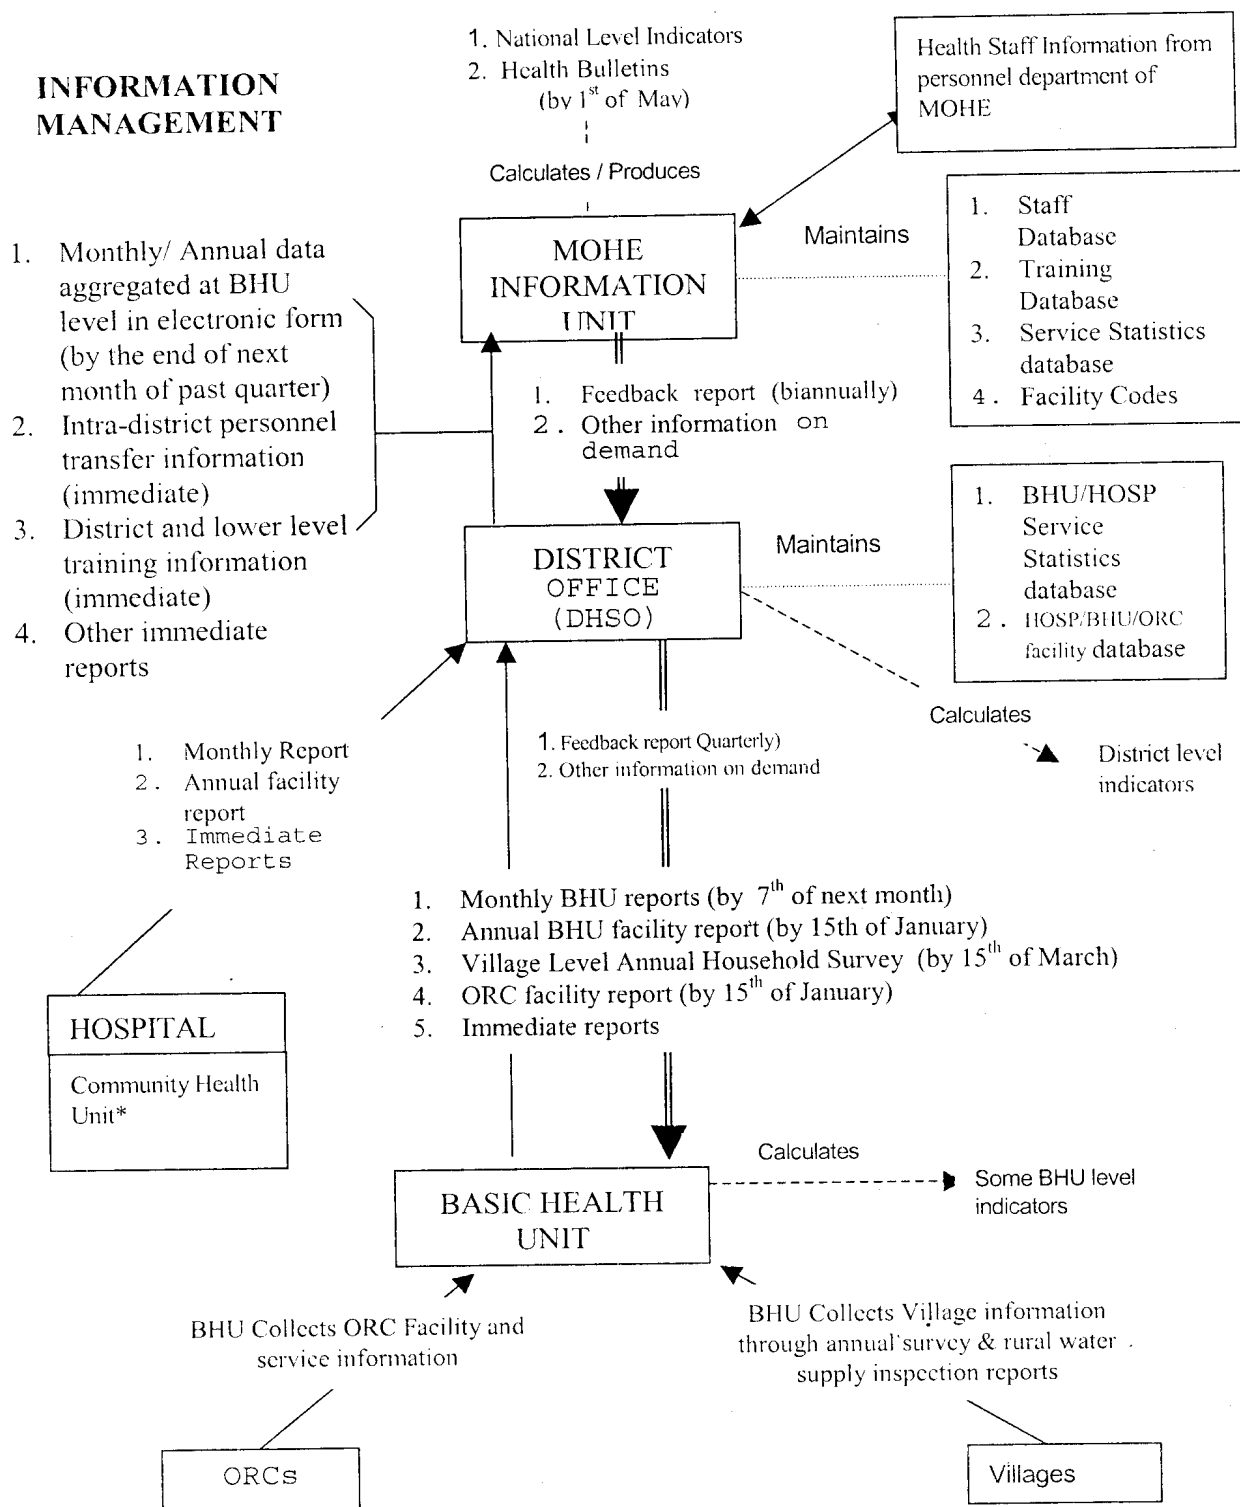 INFORMATION
MANAGEMENT
1. National Level Indicators
2. Health Bulletins
(by 1st of May)
Calculates / Produces
Health Staff Information from
personnel department of
MOHE
MOHE
INFORMATION
UNIT
Maintains
1. Staff
Database
2. Training
Database
3. Service Statistics
database
4. Facility Codes
1. Monthly/ Annual data
aggregated at BHU
level in electronic form
(by the end of next
month of past quarter)
2. Intra-district personnel
transfer information
(immediate)
3. District and lower level
training information
(immediate)
4. Other immediate
reports
1. Feedback report (biannually)
2. Other information on
demand
DISTRICT
OFFICE
(DHSO)
Maintains
1. BHU/HOSP
Service
Statistics
database
2. HOSP/BHU/ORC
facility database
Calculates
District level
indicators
1. Monthly Report
2. Annual facility
report
3. Immediate
Reports
1. Feedback report Quarterly)
2. Other information on demand
1. Monthly BHU reports (by 7th of next month)
2. Annual BHU facility report (by 15th of January)
3. Village Level Annual Household Survey (by 15th of March)
4. ORC facility report (by 15th of January)
5. Immediate reports
HOSPITAL
Community Health
Unit*
BASIC HEALTH
UNIT
Calculates
Some BHU level
indicators
BHU Collects ORC Facility and
service information
BHU Collects Village information
through annual survey & rural water
supply inspection reports
ORCs
Villages